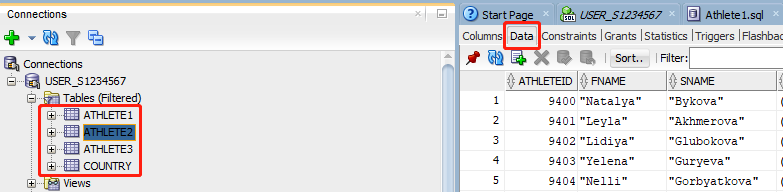 Connections
Connections
USER_S1234567
Tables (Filtered)
ATHLETE1
ATHLETE2
ATHLETE3
COUNTRY
Views
Start Page
USER_S1234567
Athlete1.sql
Columns Data Constraints Grants Statistics Triggers Flashbac
Sort.. Filter:
ATHLETEID FNAME SNAME
1 9400 "Natalya" "Bykova"
2 9401 "Leyla" "Akhmerova"
3 9402 "Lidiya" "Glubokova"
4 9403 "Yelena" "Guryeva"
5 9404 "Nelli" "Gorbyatkova"